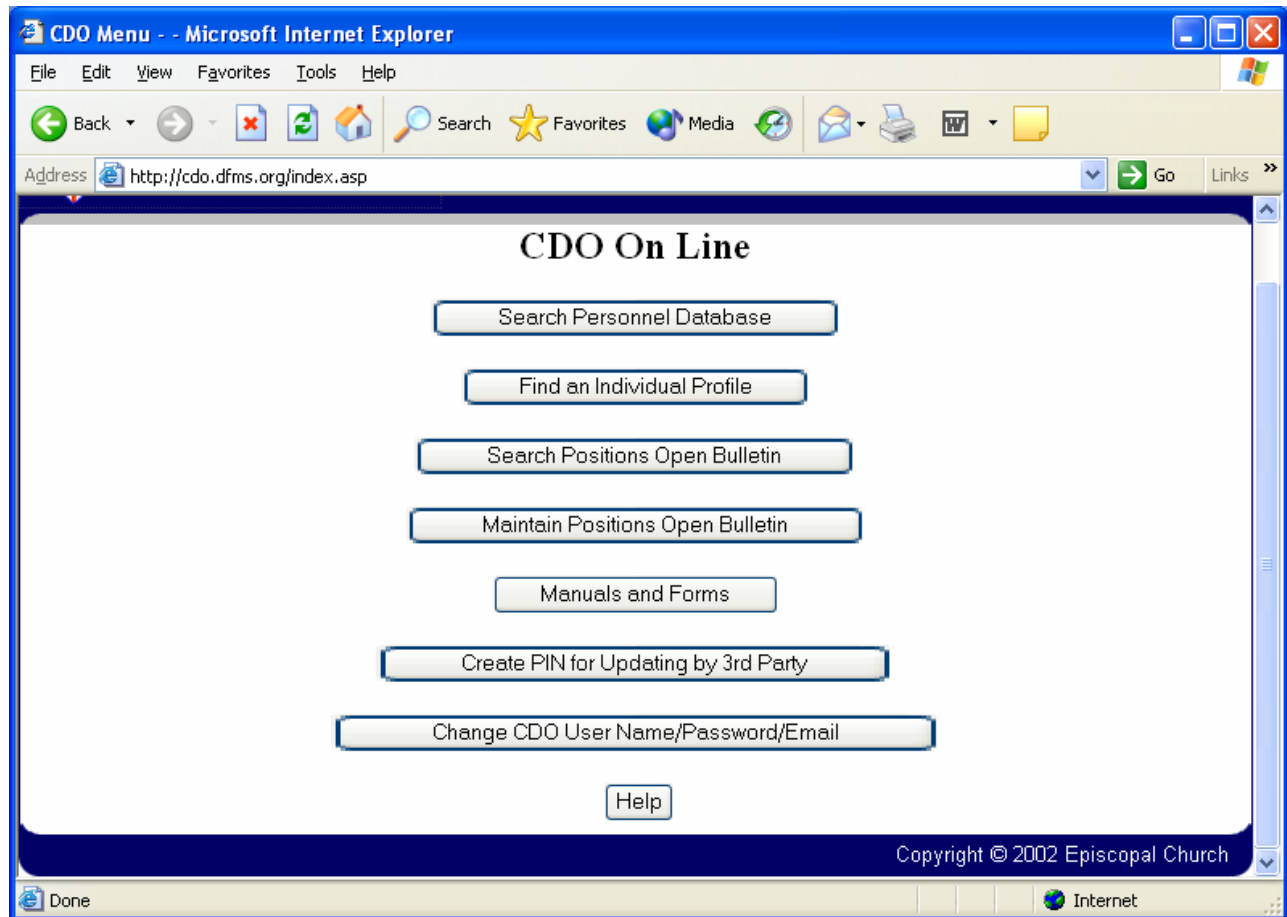 CDO Menu - - Microsoft Internet Explorer
File Edit View Favorites Tools Help
Back Search Favorites Media W
Address http://cdo.dfms.org/index.asp Go Links »
CDO On Line
Search Personnel Database
Find an Individual Profile
Search Positions Open Bulletin
Maintain Positions Open Bulletin
Manuals and Forms
Create PIN for Updating by 3rd Party
Change CDO User Name/Password/Email
Help
Copyright © 2002 Episcopal Church
Done Internet